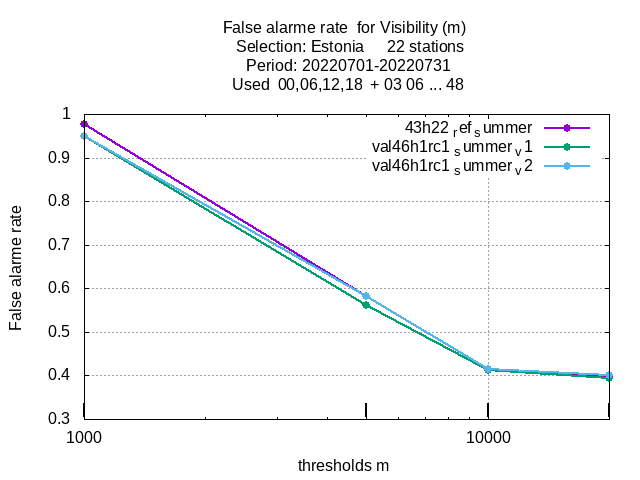 False alarme rate  for Visibility (m)
Selection: Estonia     22 stations
Period: 20220701-20220731
Used  00,06,12,18  + 03 06 ... 48
43h22_ref_summer
val46h1rc1_summer_v1
val46h1rc1_summer_v2
False alarme rate
1
0.9
0.8
0.7
0.6
0.5
0.4
0.3
1000
10000
thresholds m